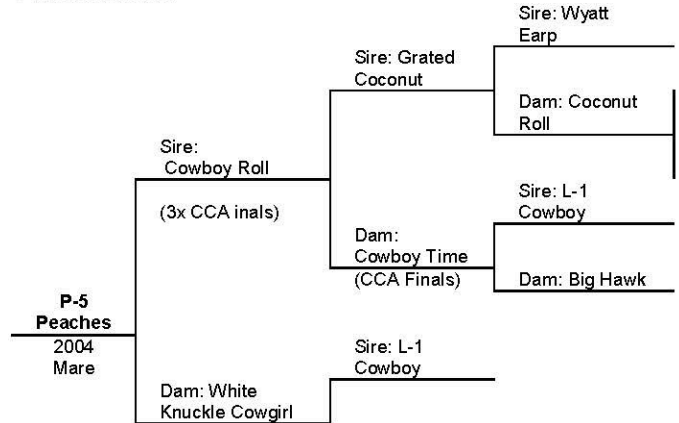 Sire: Wyatt
Earp
Sire: Grated
Coconut
Dam: Coconut
Roll
Sire:
Cowboy Roll
(3x CCA inals)
Sire: L-1
Cowboy
Dam:
Cowboy Time
(CCA Finals)
Dam: Big Hawk
P-5
Peaches
2004
Mare
Sire: L-1
Cowboy
Dam: White
Knuckle Cowgirl